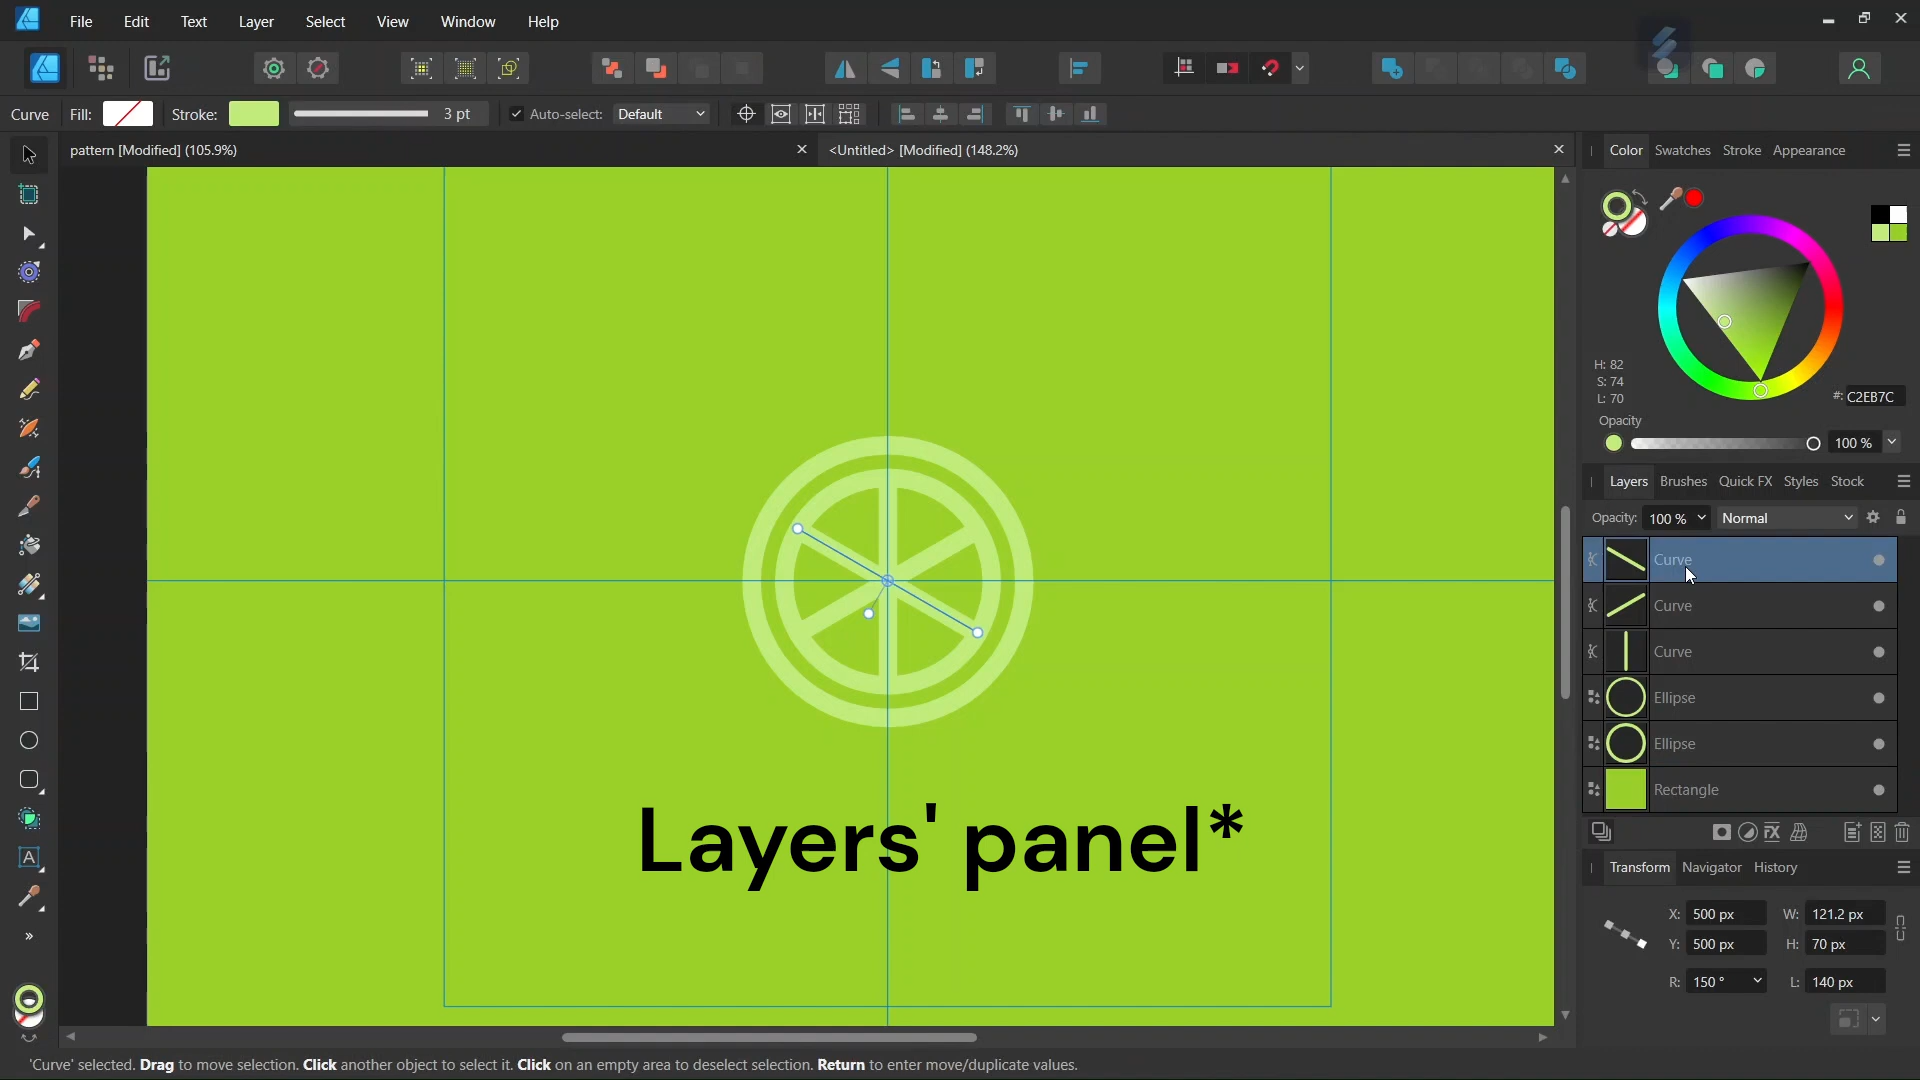 File Edit Text Layer Select View Window Help
Curve Fill: Stroke: 3 pt Auto-select: Default
pattern [Modified] (105.9%)
<Untitled> [Modified] (148.2%)
Color Swatches Stroke Appearance
H: 82
S: 74
L: 70
#: C2EB7C
Opacity
100 %
Layers Brushes Quick FX Styles Stock
Opacity: 100 % Normal
Curve
Curve
Curve
Ellipse
Ellipse
Rectangle
Layers' panel*
Transform Navigator History
X: 500 px W: 121.2 px
Y: 500 px H: 70 px
R: 150 ° L: 140 px
'Curve' selected. Drag to move selection. Click another object to select it. Click on an empty area to deselect selection. Return to enter move/duplicate values.